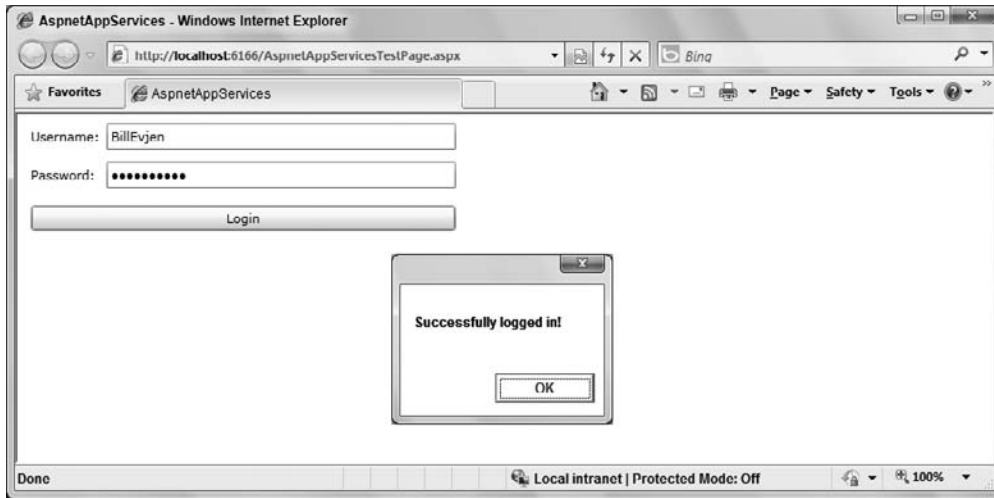 AspnetAppServices - Windows Internet Explorer
http://localhost:6166/AspnetAppServicesTestPage.aspx
Bing
Favorites
AspnetAppServices
Page
Safety
Tools
Username: BillEvjen
Password: ••••••••••
Login
Successfully logged in!
OK
Done
Local intranet | Protected Mode: Off
100%